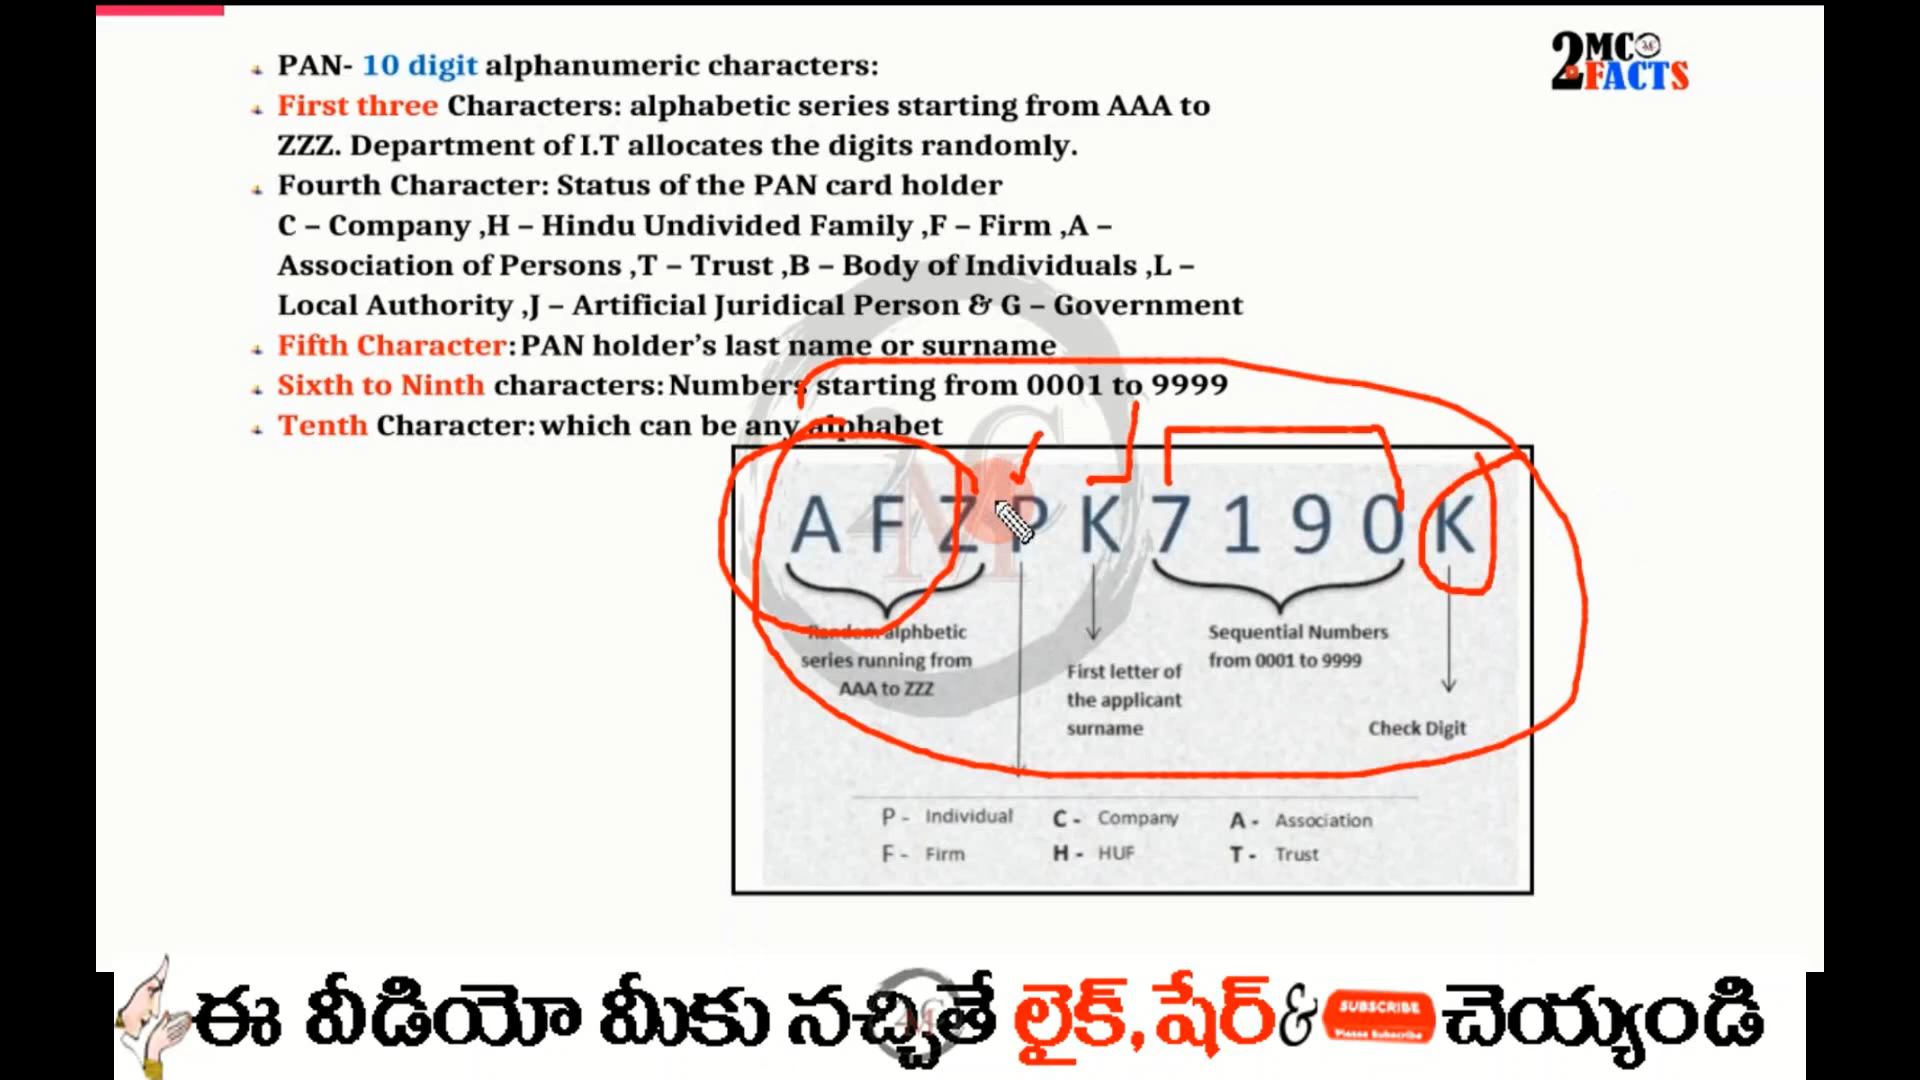 2MC
FACTS
PAN- 10 digit alphanumeric characters:
First three Characters: alphabetic series starting from AAA to
ZZZ. Department of I.T allocates the digits randomly.
Fourth Character: Status of the PAN card holder
C – Company ,H – Hindu Undivided Family ,F – Firm ,A –
Association of Persons ,T – Trust ,B – Body of Individuals ,L –
Local Authority ,J – Artificial Juridical Person & G – Government
Fifth Character: PAN holder's last name or surname
Sixth to Ninth characters: Numbers starting from 0001 to 9999
Tenth Character: which can be any alphabet
A F Z P K 7 1 9 0 K
Random alphbetic
series running from
AAA to ZZZ
First letter of
the applicant
surname
Sequential Numbers
from 0001 to 9999
Check Digit
P - Individual C - Company A - Association
F - Firm H - HUF T - Trust
ఈ వీడియో మీకు నచ్చితే లైక్, షేర్ & SUBSCRIBE చెయ్యండి
Please Subscribe